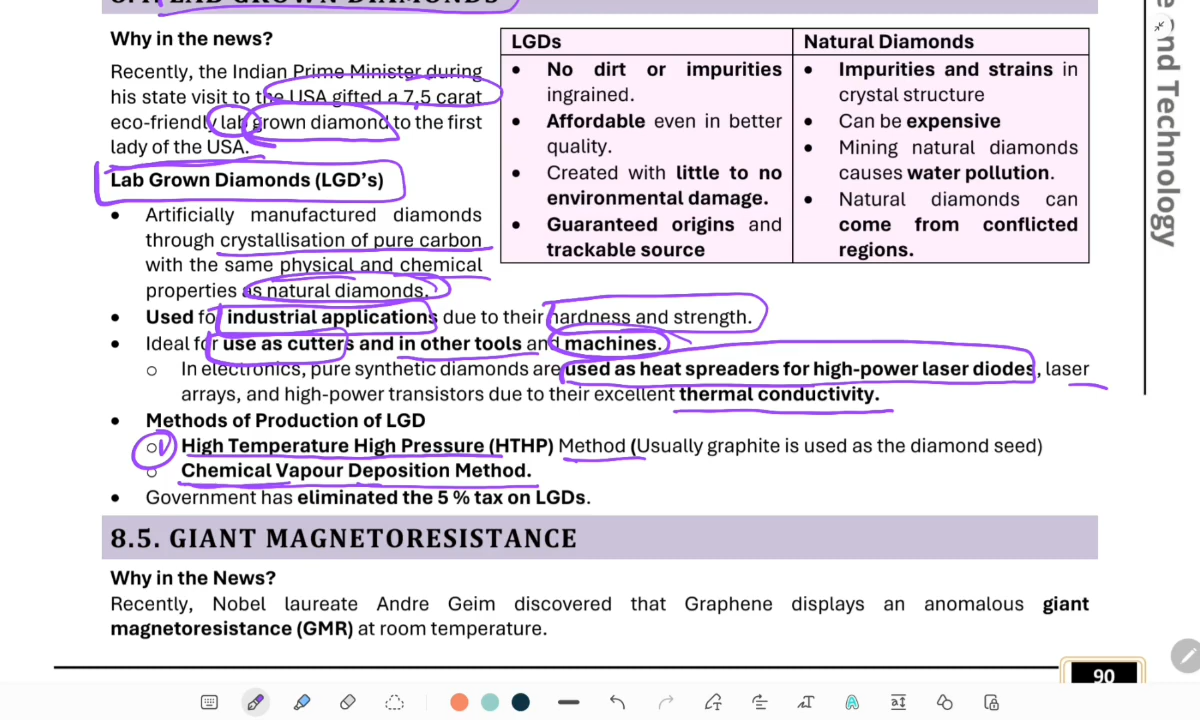 8.4. LAB GROWN DIAMONDS
Why in the news?
Recently, the Indian Prime Minister during
his state visit to the USA gifted a 7.5 carat
eco-friendly lab grown diamond to the first
lady of the USA.
Lab Grown Diamonds (LGD’s)
• Artificially manufactured diamonds
through crystallisation of pure carbon
with the same physical and chemical
properties as natural diamonds.
LGDs
• No dirt or impurities
ingrained.
• Affordable even in better
quality.
• Created with little to no
environmental damage.
• Guaranteed origins and
trackable source
Natural Diamonds
• Impurities and strains in
crystal structure
• Can be expensive
• Mining natural diamonds
causes water pollution.
• Natural diamonds can
come from conflicted
regions.
• Used for industrial applications due to their hardness and strength.
• Ideal for use as cutters and in other tools and machines.
o In electronics, pure synthetic diamonds are used as heat spreaders for high-power laser diodes, laser
arrays, and high-power transistors due to their excellent thermal conductivity.
• Methods of Production of LGD
o High Temperature High Pressure (HTHP) Method (Usually graphite is used as the diamond seed)
o Chemical Vapour Deposition Method.
• Government has eliminated the 5 % tax on LGDs.
8.5. GIANT MAGNETORESISTANCE
Why in the News?
Recently, Nobel laureate Andre Geim discovered that Graphene displays an anomalous giant
magnetoresistance (GMR) at room temperature.
90
and Technology